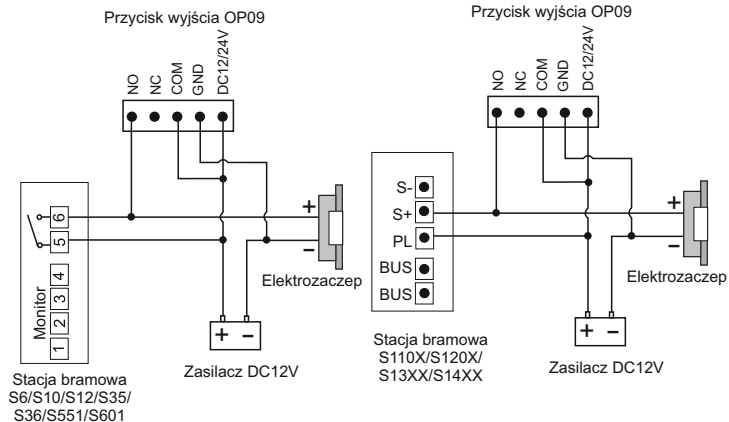 Przycisk wyjścia OP09
NO
NC
COM
GND
DC12/24V
6
5
4
3
2
1
Monitor
+
−
Elektrozaczep
+ −
Zasilacz DC12V
Stacja bramowa
S6/S10/S12/S35/
S36/S551/S601
Przycisk wyjścia OP09
NO
NC
COM
GND
DC12/24V
S-
S+
PL
BUS
BUS
+
−
Elektrozaczep
+ −
Zasilacz DC12V
Stacja bramowa
S110X/S120X/
S13XX/S14XX